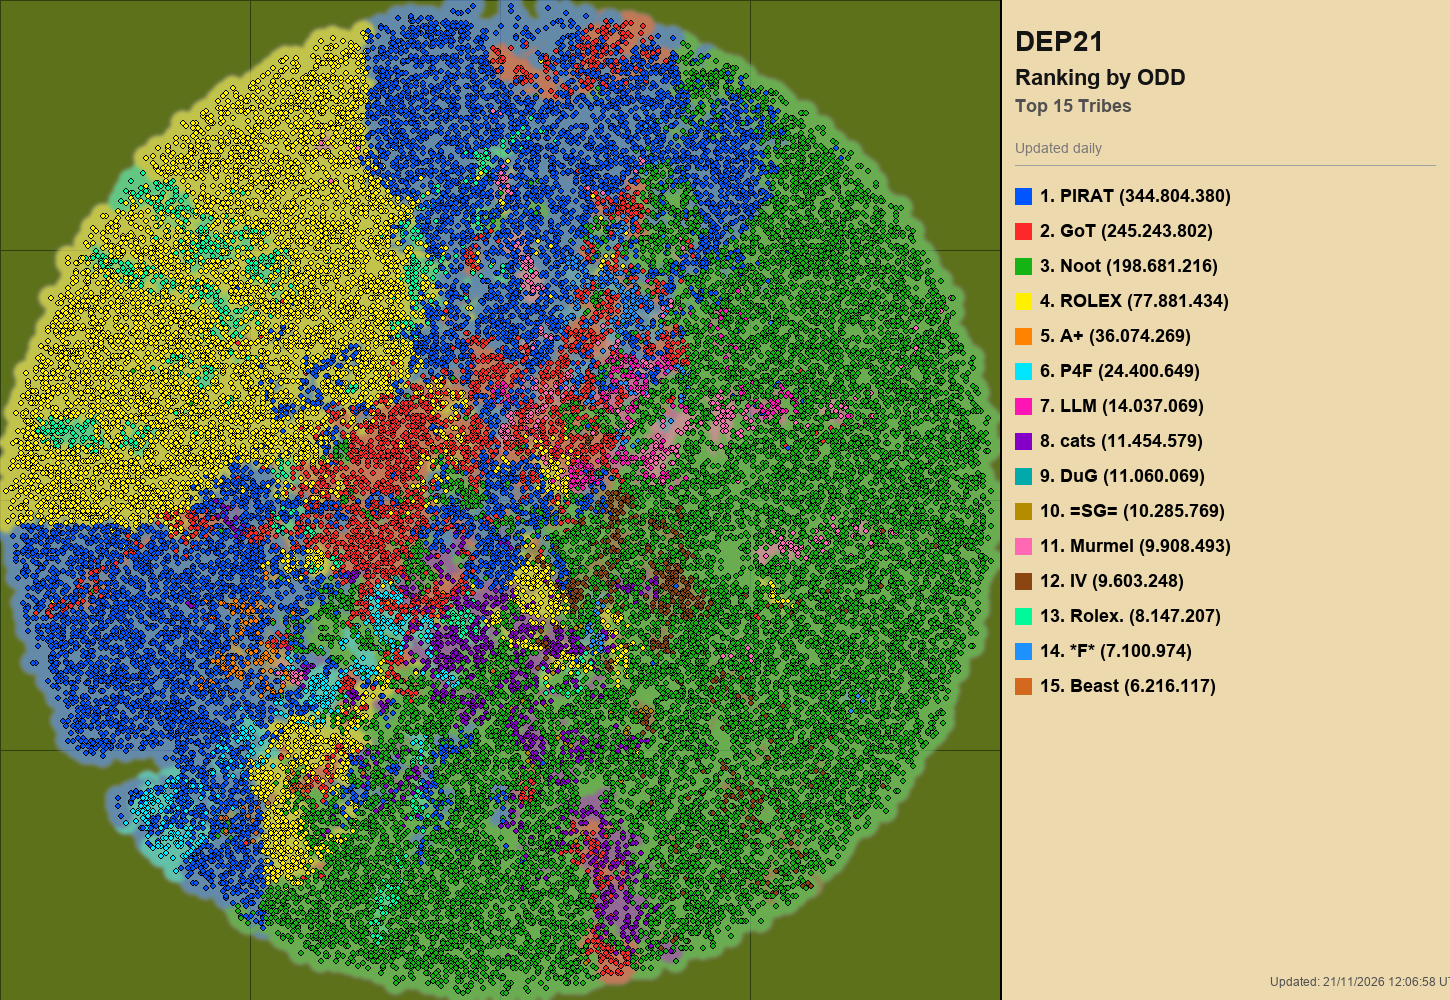 DEP21
Ranking by ODD
Top 15 Tribes
Updated daily
1. PIRAT (344.804.380)
2. GoT (245.243.802)
3. Noot (198.681.216)
4. ROLEX (77.881.434)
5. A+ (36.074.269)
6. P4F (24.400.649)
7. LLM (14.037.069)
8. cats (11.454.579)
9. DuG (11.060.069)
10. =SG= (10.285.769)
11. Murmel (9.908.493)
12. IV (9.603.248)
13. Rolex. (8.147.207)
14. *F* (7.100.974)
15. Beast (6.216.117)
Updated: 21/11/2026 12:06:58 U